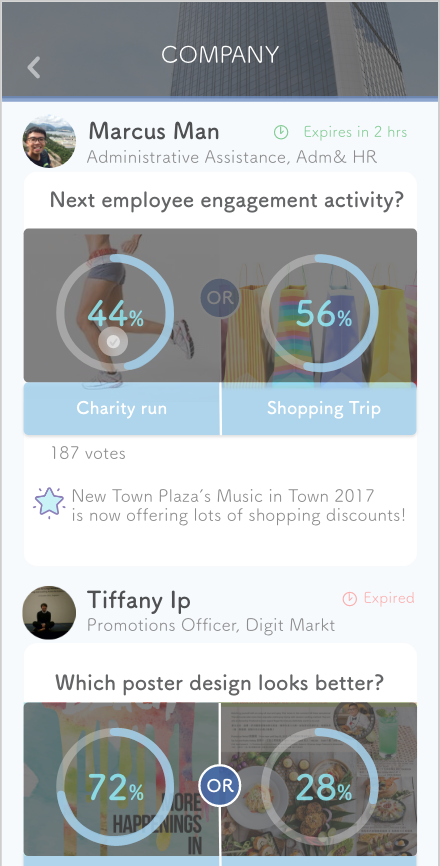 COMPANY
Marcus Man
Expires in 2 hrs
Administrative Assistance, Adm& HR
Next employee engagement activity?
44%
OR
56%
Charity run
Shopping Trip
187 votes
New Town Plaza's Music in Town 2017
is now offering lots of shopping discounts!
Tiffany Ip
Expired
Promotions Officer, Digit Markt
Which poster design looks better?
72%
OR
28%
MORE
HAPPENINGS
IN